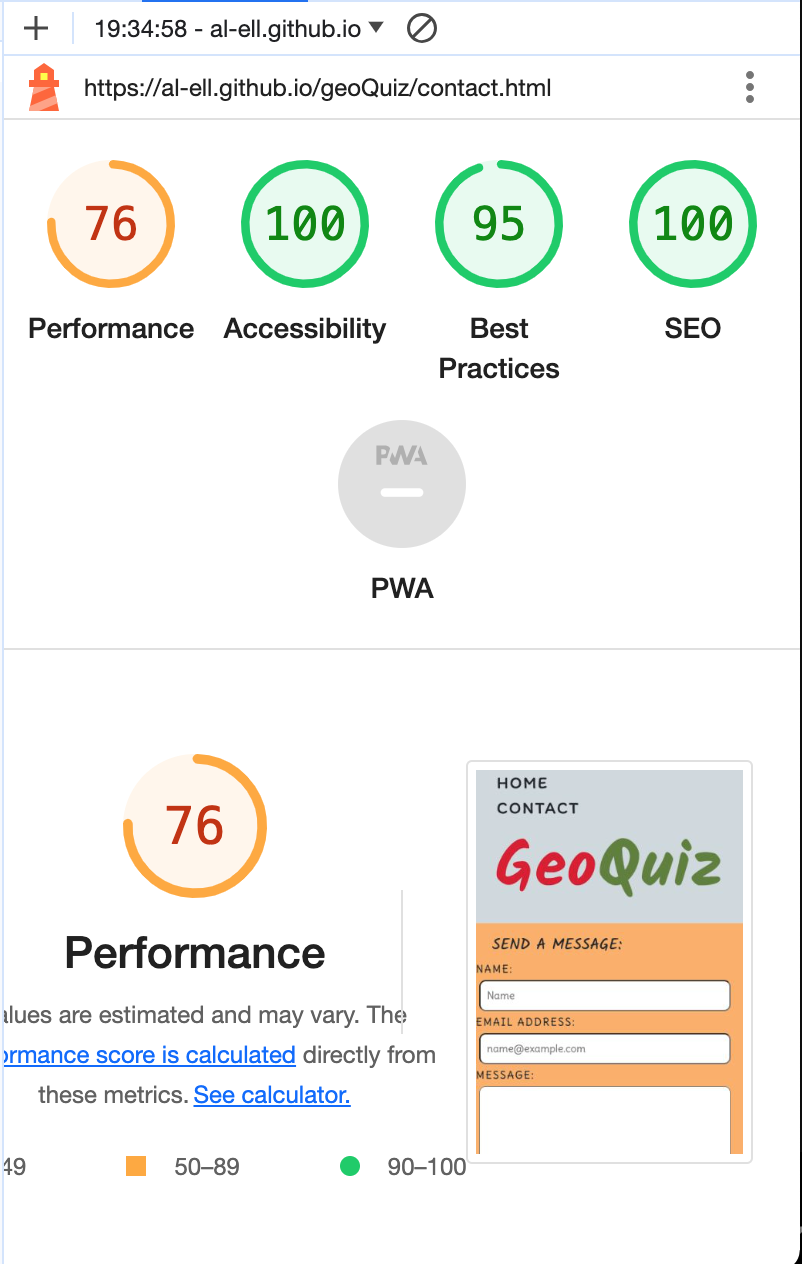 19:34:58 - al-ell.github.io
https://al-ell.github.io/geoQuiz/contact.html
76
100
95
100
Performance
Accessibility
Best
Practices
SEO
PWA
PWA
76
Performance
alues are estimated and may vary. The
ormance score is calculated directly from
these metrics. See calculator.
49
50–89
90–100
HOME
CONTACT
GeoQuiz
SEND A MESSAGE:
NAME:
Name
EMAIL ADDRESS:
name@example.com
MESSAGE: